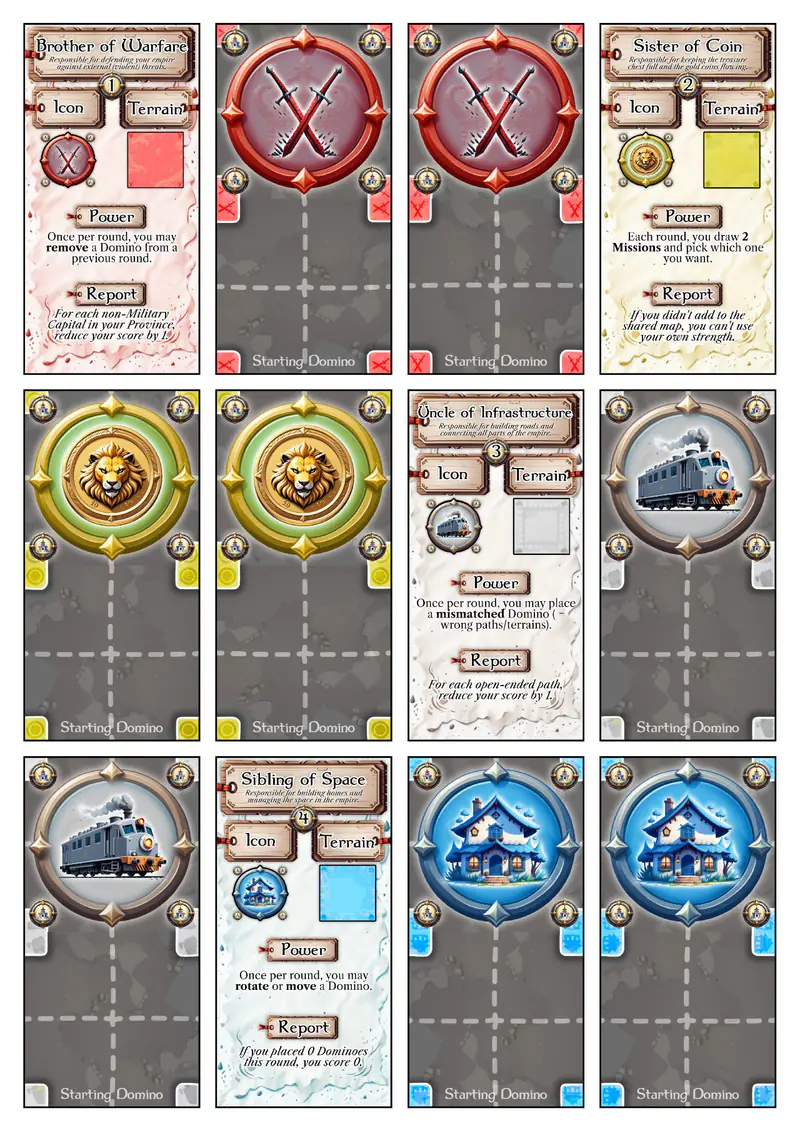 Brother of Warfare
Responsible for defending your empire
against external (violent) threats.
1
Icon
Terrain
Power
Once per round, you may
remove a Domino from a
previous round.
Report
For each non-Military
Capital in your Province,
reduce your score by 1.
Starting Domino
Starting Domino
Sister of Coin
Responsible for keeping the treasure
chest full and the gold coins flowing.
2
Icon
Terrain
Power
Each round, you draw 2
Missions and pick which one
you want.
Report
If you didn't add to the
shared map, you can't use
your own strength.
Starting Domino
Starting Domino
Uncle of Infrastructure
Responsible for building roads and
connecting all parts of the empire.
3
Icon
Terrain
Power
Once per round, you may place
a mismatched Domino ( ~
wrong paths/terrains).
Report
For each open-ended path,
reduce your score by 1.
Starting Domino
Starting Domino
Sibling of Space
Responsible for building homes and
managing the space in the empire.
4
Icon
Terrain
Power
Once per round, you may
rotate or move a Domino.
Report
If you placed 0 Dominoes
this round, you score 0.
Starting Domino
Starting Domino